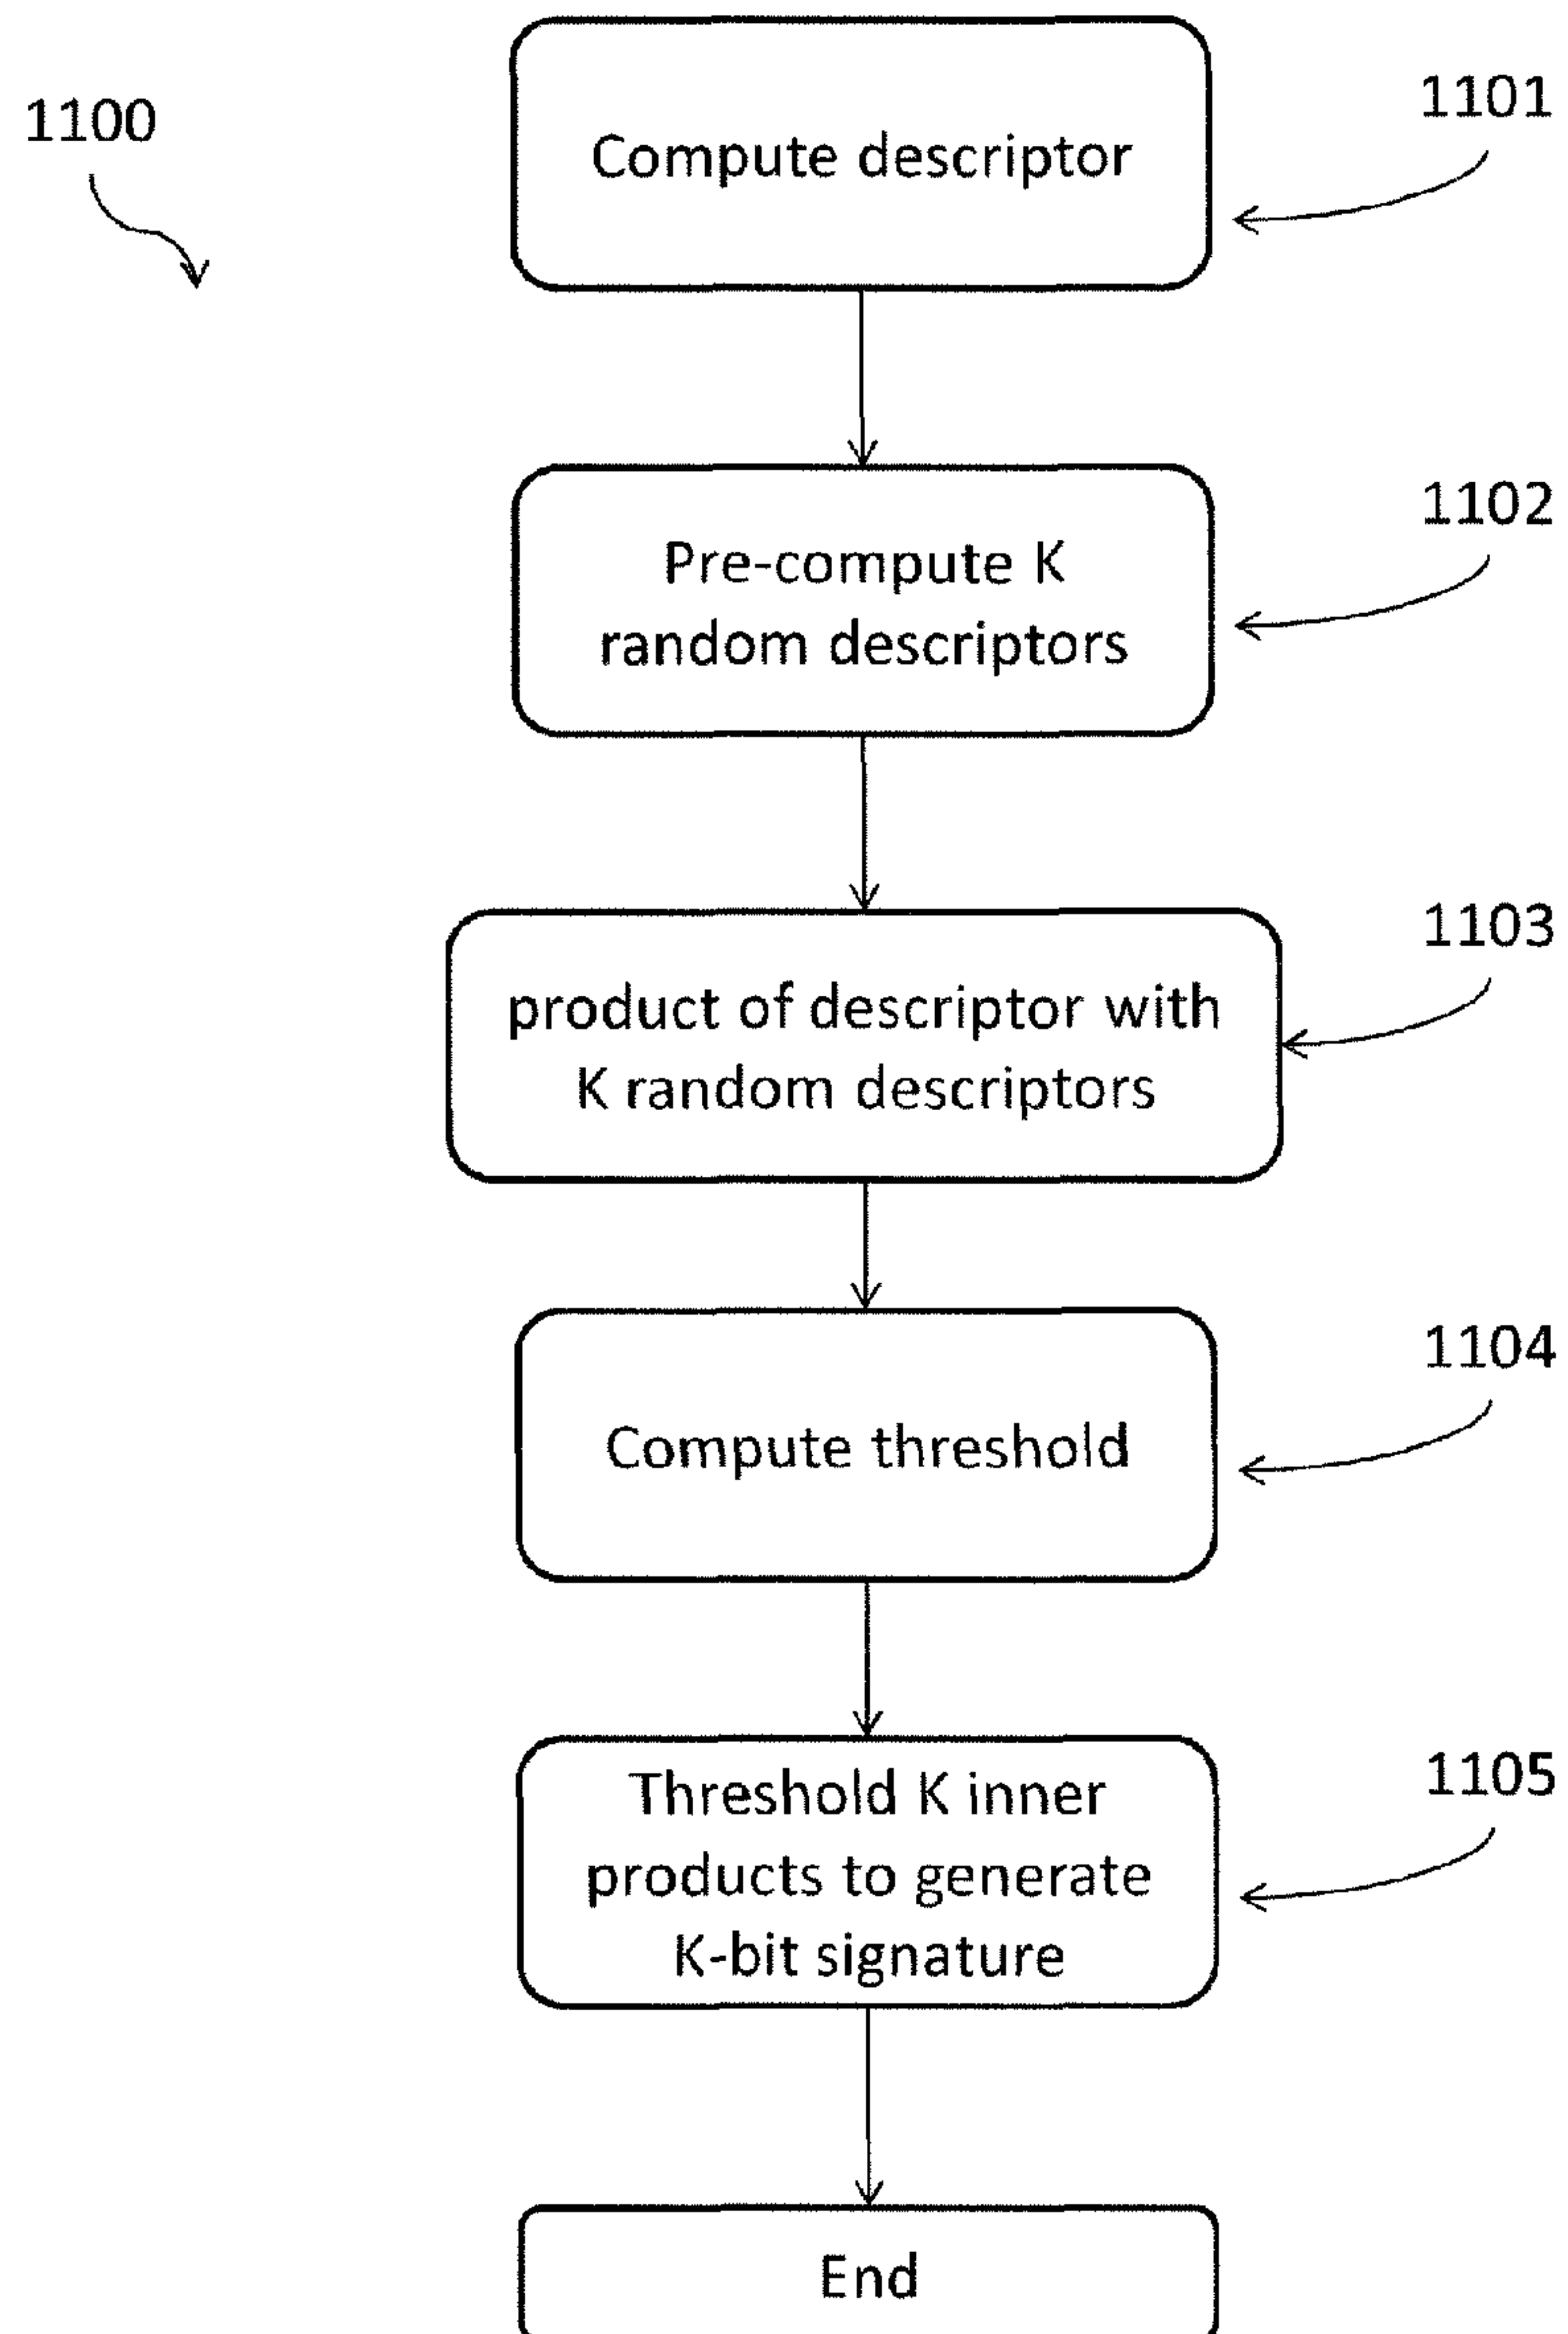 1100
1101
Compute descriptor
1102
Pre-compute K
random descriptors
1103
product of descriptor with
K random descriptors
1104
Compute threshold
1105
Threshold K inner
products to generate
K-bit signature
End